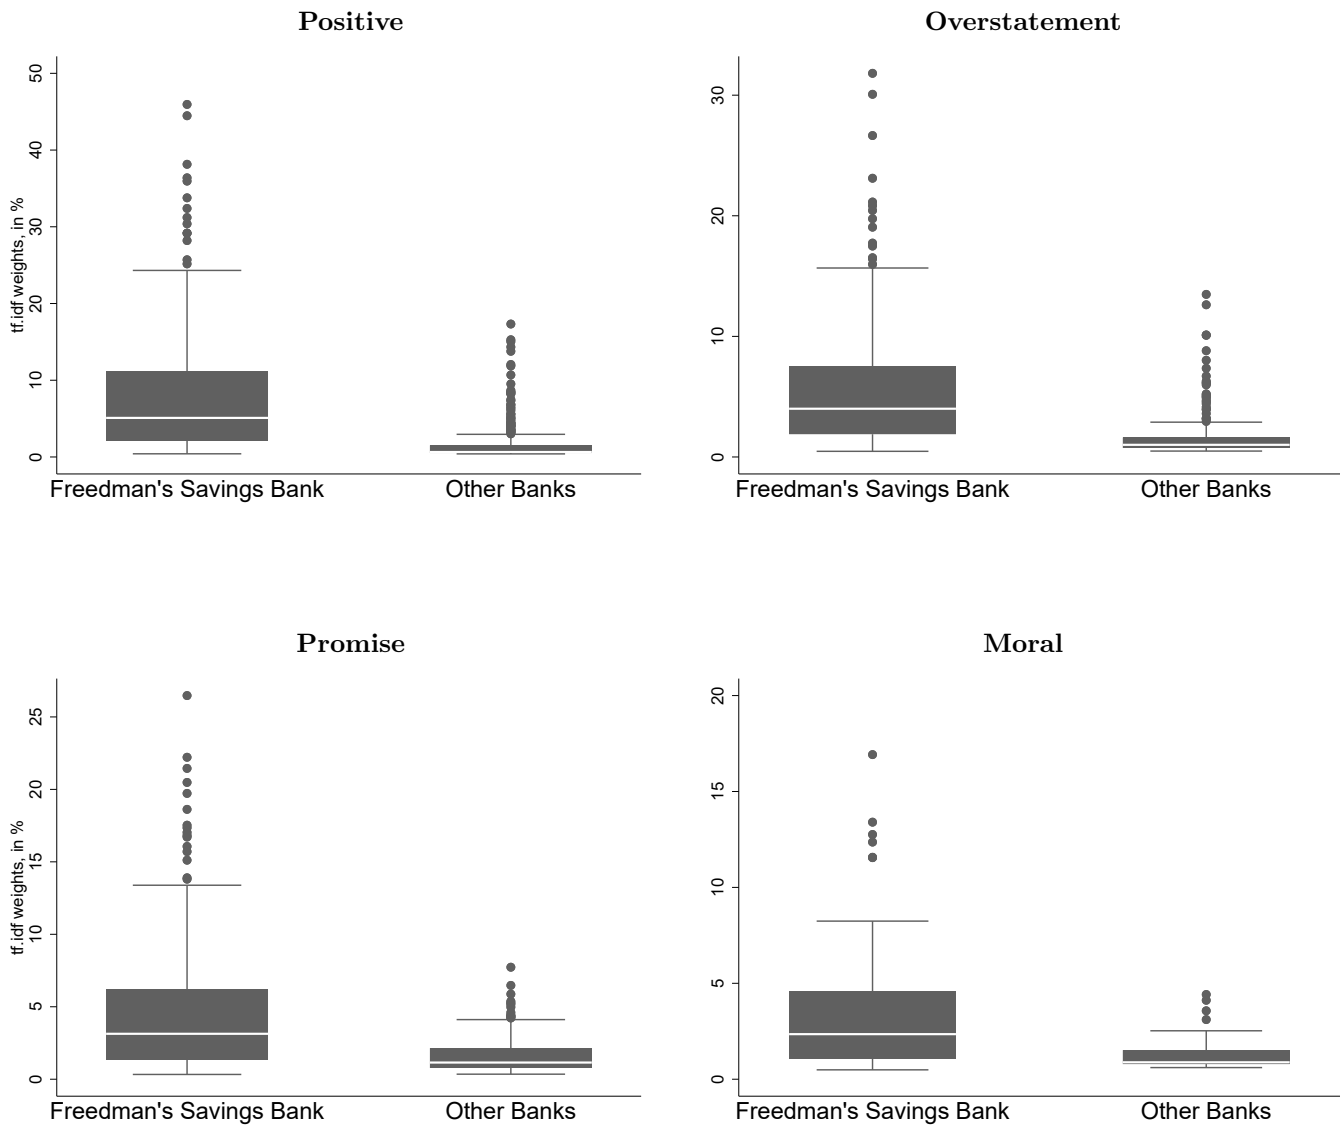 Positive
tf.idf weights, in %
50
40
30
20
10
0
Freedman's Savings Bank
Other Banks
Overstatement
30
20
10
0
Freedman's Savings Bank
Other Banks
Promise
tf.idf weights, in %
25
20
15
10
5
0
Freedman's Savings Bank
Other Banks
Moral
20
15
10
5
0
Freedman's Savings Bank
Other Banks